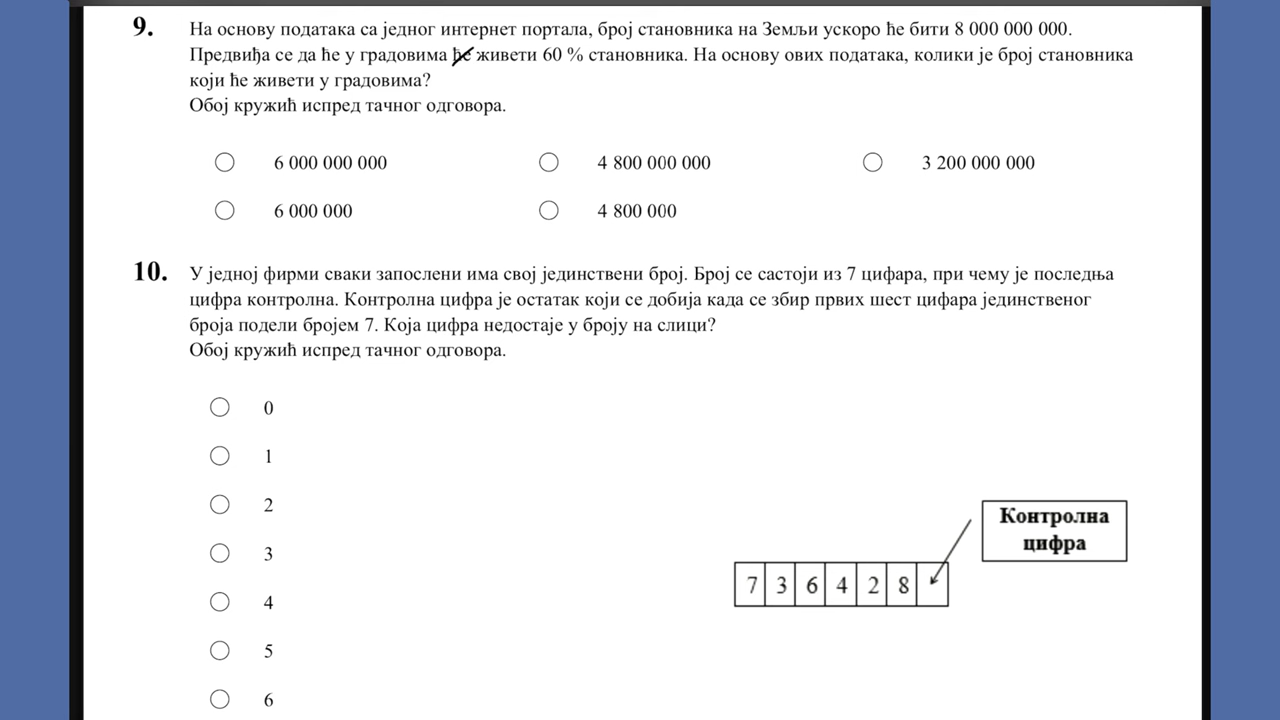 9. На основу података са једног интернет портала, број становника на Земљи ускоро ће бити 8 000 000 000.
Предвиђа се да ће у градовима ће живети 60 % становника. На основу ових података, колики је број становника
који ће живети у градовима?
Обој кружић испред тачног одговора.
6 000 000 000 4 800 000 000 3 200 000 000
6 000 000 4 800 000
10. У једној фирми сваки запослени има свој јединствени број. Број се састоји из 7 цифара, при чему је последња
цифра контролна. Контролна цифра је остатак који се добија када се збир првих шест цифара јединственог
броја подели бројем 7. Која цифра недостаје у броју на слици?
Обој кружић испред тачног одговора.
0
1
2
3
4
5
6
Контролна
цифра
7 3 6 4 2 8